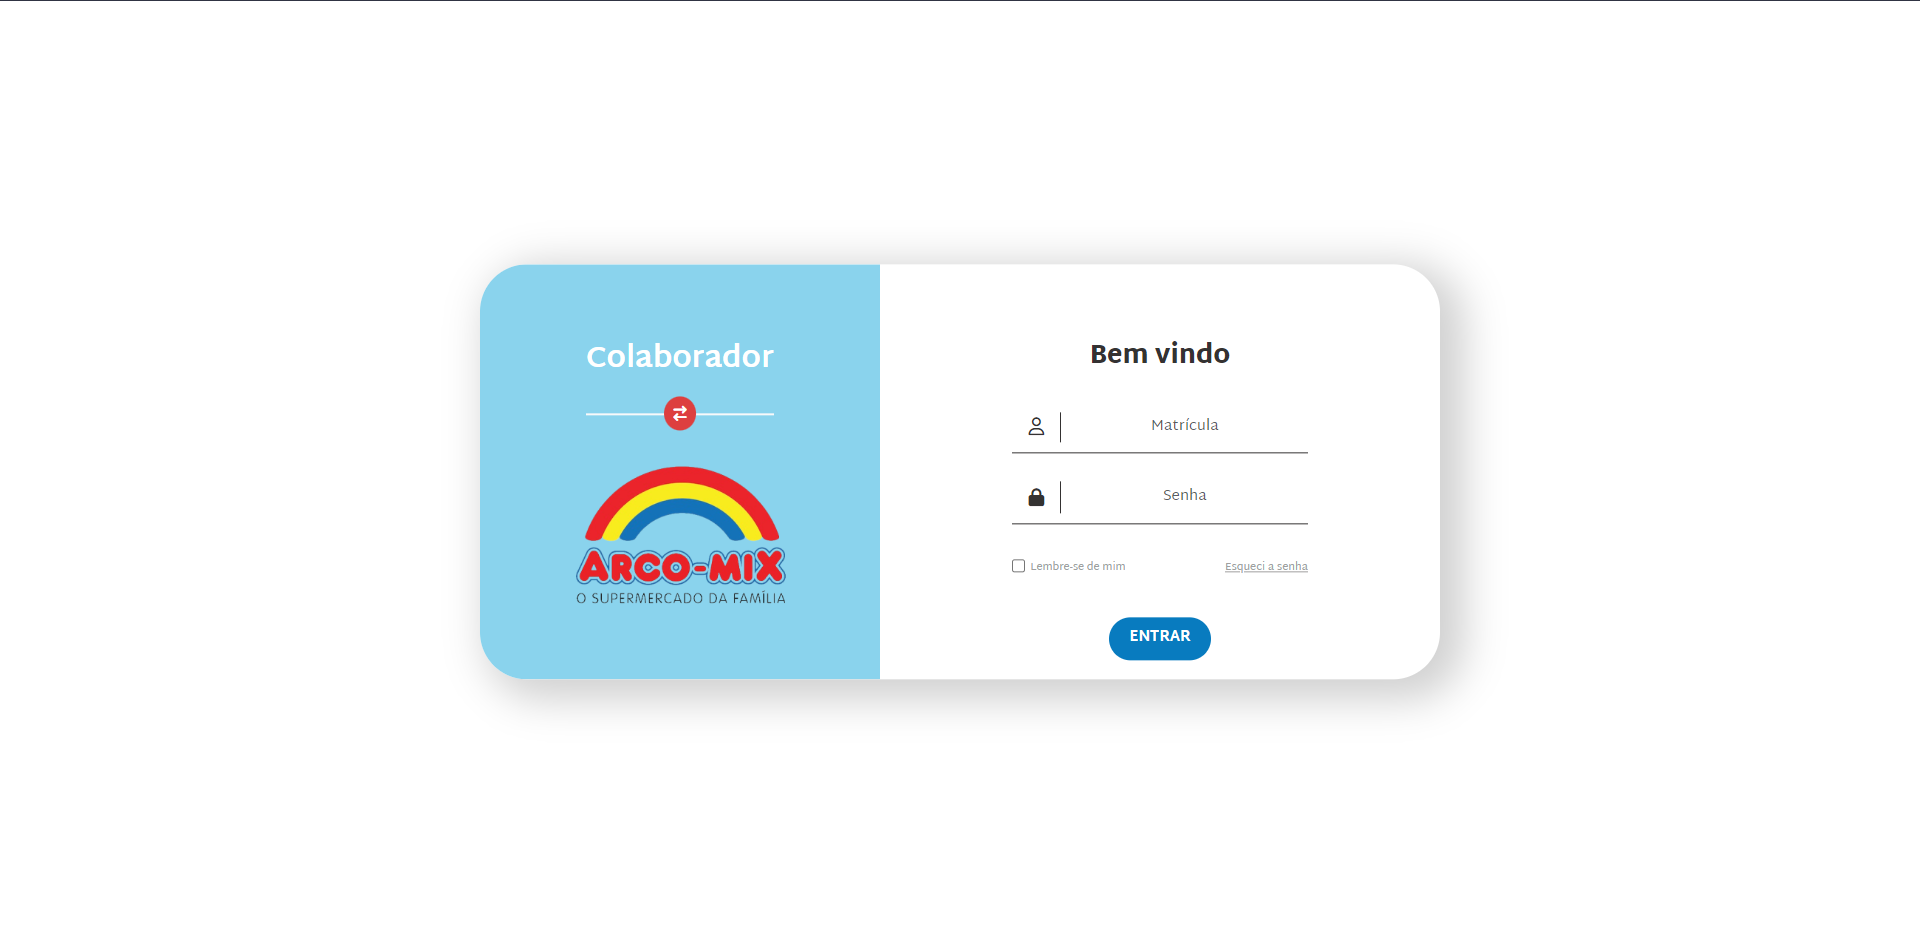 Colaborador
ARCO-MIX
O SUPERMERCADO DA FAMÍLIA
Bem vindo
Matrícula
Senha
Lembre-se de mim
Esqueci a senha
ENTRAR